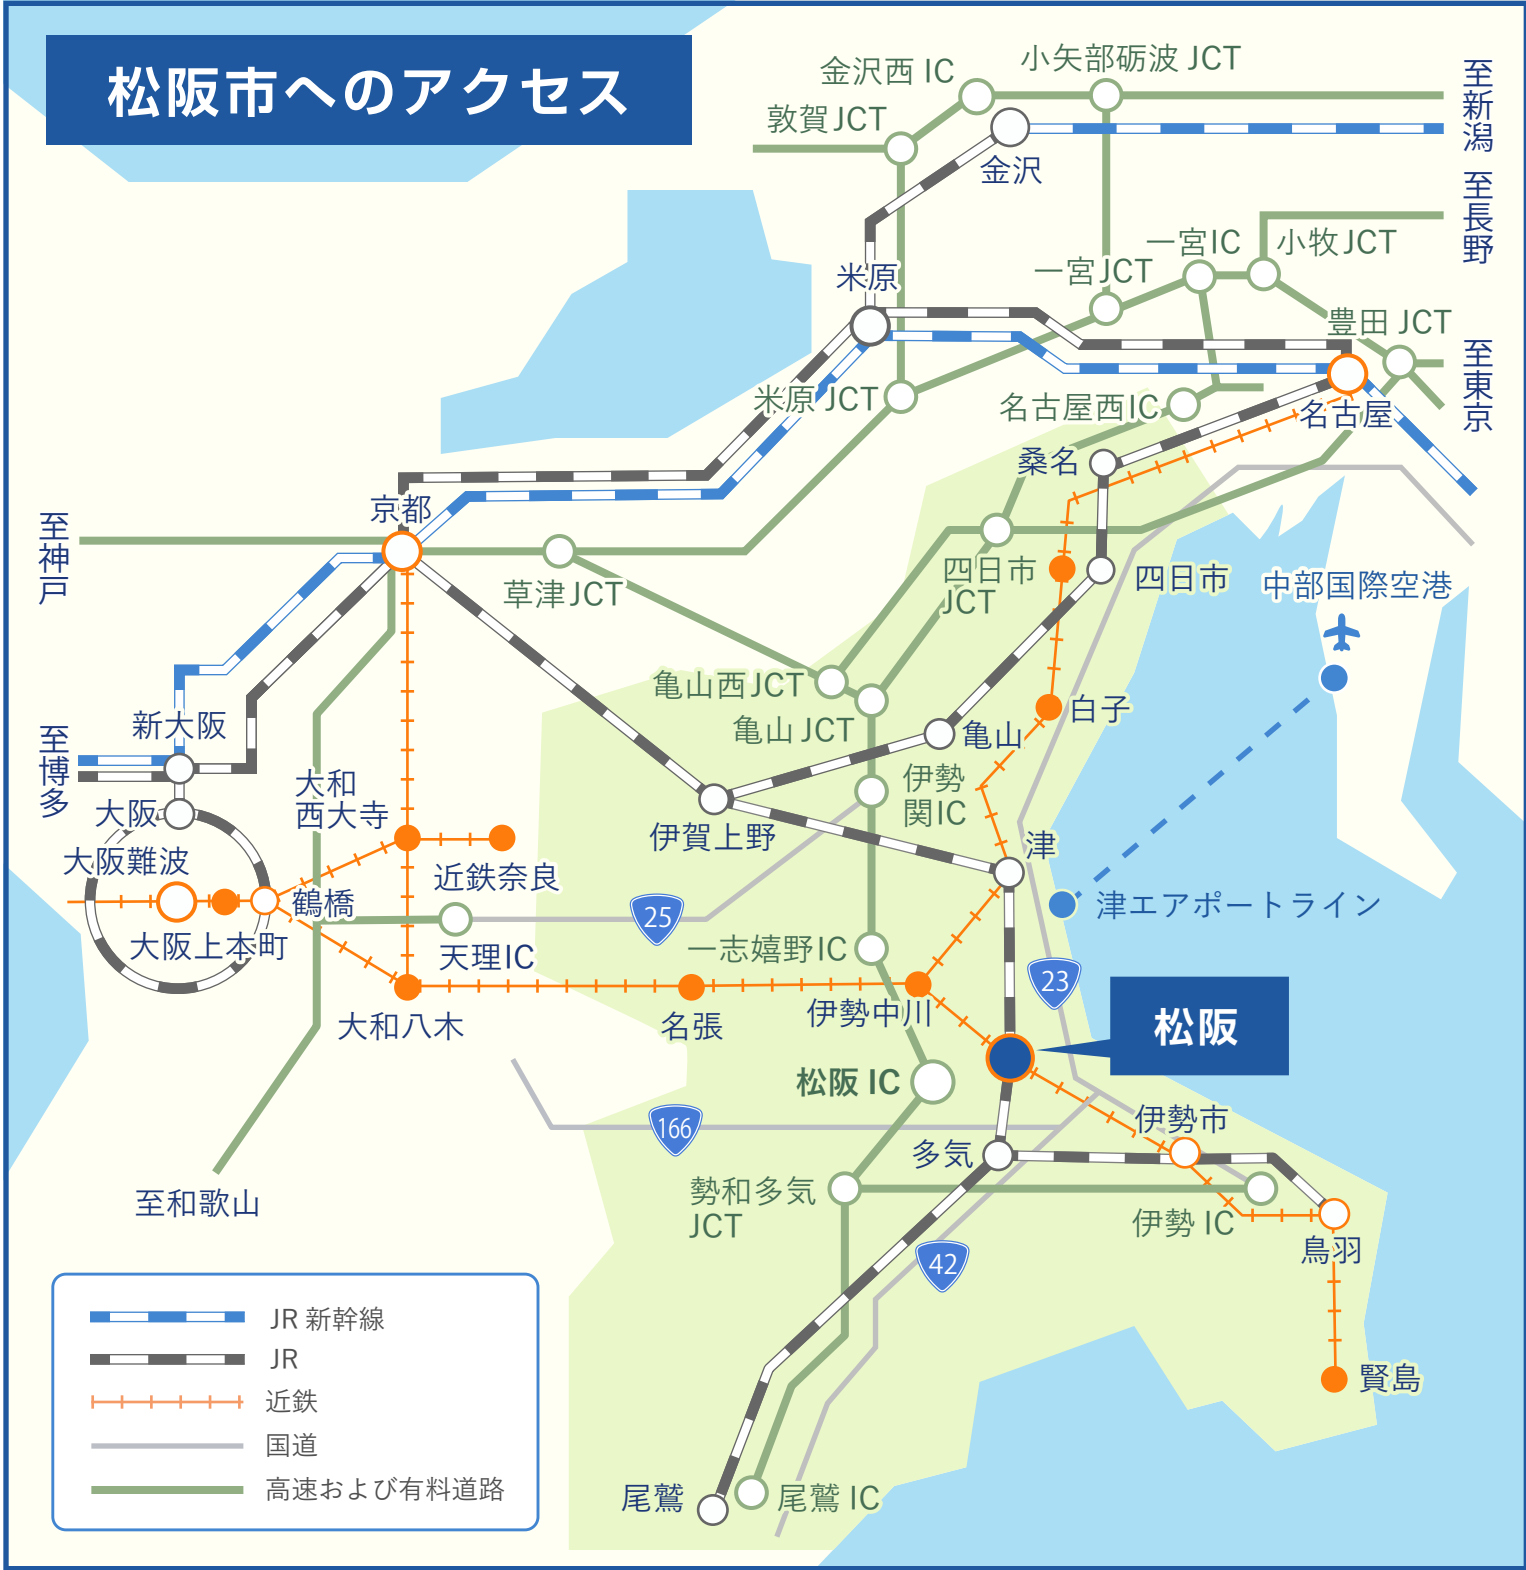 松阪市へのアクセス
金沢西 IC
小矢部砺波 JCT
至新潟
敦賀JCT
金沢
至長野
一宮IC
小牧JCT
一宮JCT
米原
豊田 JCT
至東京
米原 JCT
名古屋西IC
名古屋
桑名
京都
至神戸
草津JCT
四日市
JCT
四日市
中部国際空港
亀山西JCT
白子
新大阪
亀山 JCT
亀山
至博多
大和
西大寺
伊勢
関IC
大阪
伊賀上野
津
大阪難波
近鉄奈良
鶴橋
津エアポートライン
25
大阪上本町
天理IC
一志嬉野IC
23
大和八木
名張
伊勢中川
松阪
松阪 IC
166
伊勢市
多気
勢和多気
JCT
至和歌山
伊勢 IC
鳥羽
42
JR 新幹線
JR
近鉄
国道
高速および有料道路
賢島
尾鷲
尾鷲 IC